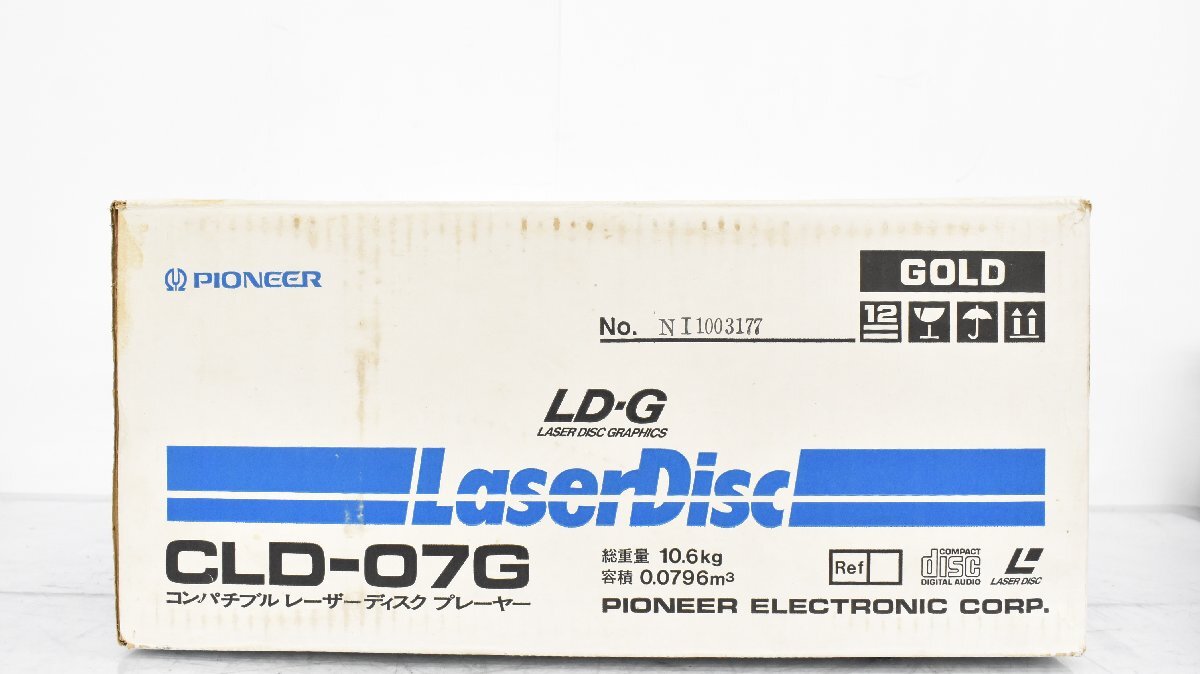 PIONEER
GOLD
No. NI1003177
12
LD-G
LASER DISC GRAPHICS
LaserDisc
CLD-07G
コンパチブル レーザーディスク プレーヤー
総重量 10.6kg
容積 0.0796m³
Ref
COMPACT
disc
DIGITAL AUDIO
L
LASER DISC
PIONEER ELECTRONIC CORP.